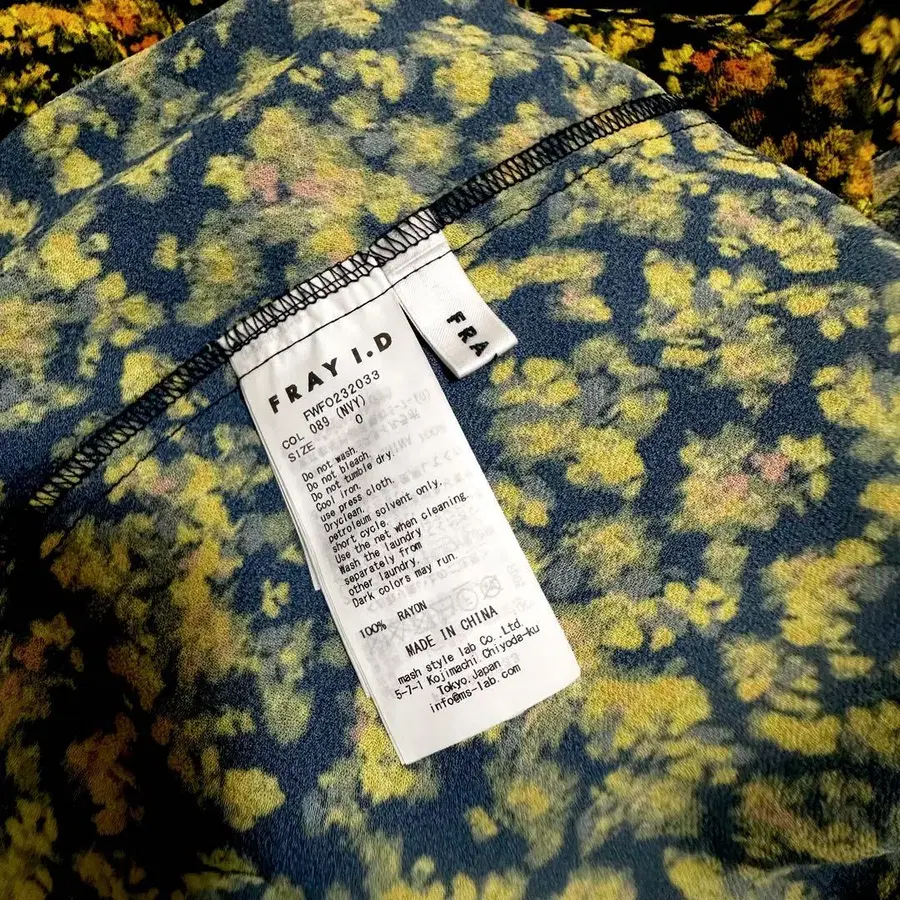 FRAY I.D
FWFO232033
COL 089 (NVY)
SIZE 0
Do not wash.
Do not bleach.
Do not tumble dry.
Cool iron.
use press cloth.
Dryclean.
petroleum solvent only.
short cycle.
Use the net when cleaning.
Wash the laundry
separately from
other laundry.
Dark colors may run.
100% RAYON
MADE IN CHINA
mash style lab Co., Ltd.
5-7-1 Kojimachi, Chiyoda-ku
Tokyo, Japan
info@ms-lab.com
FRA